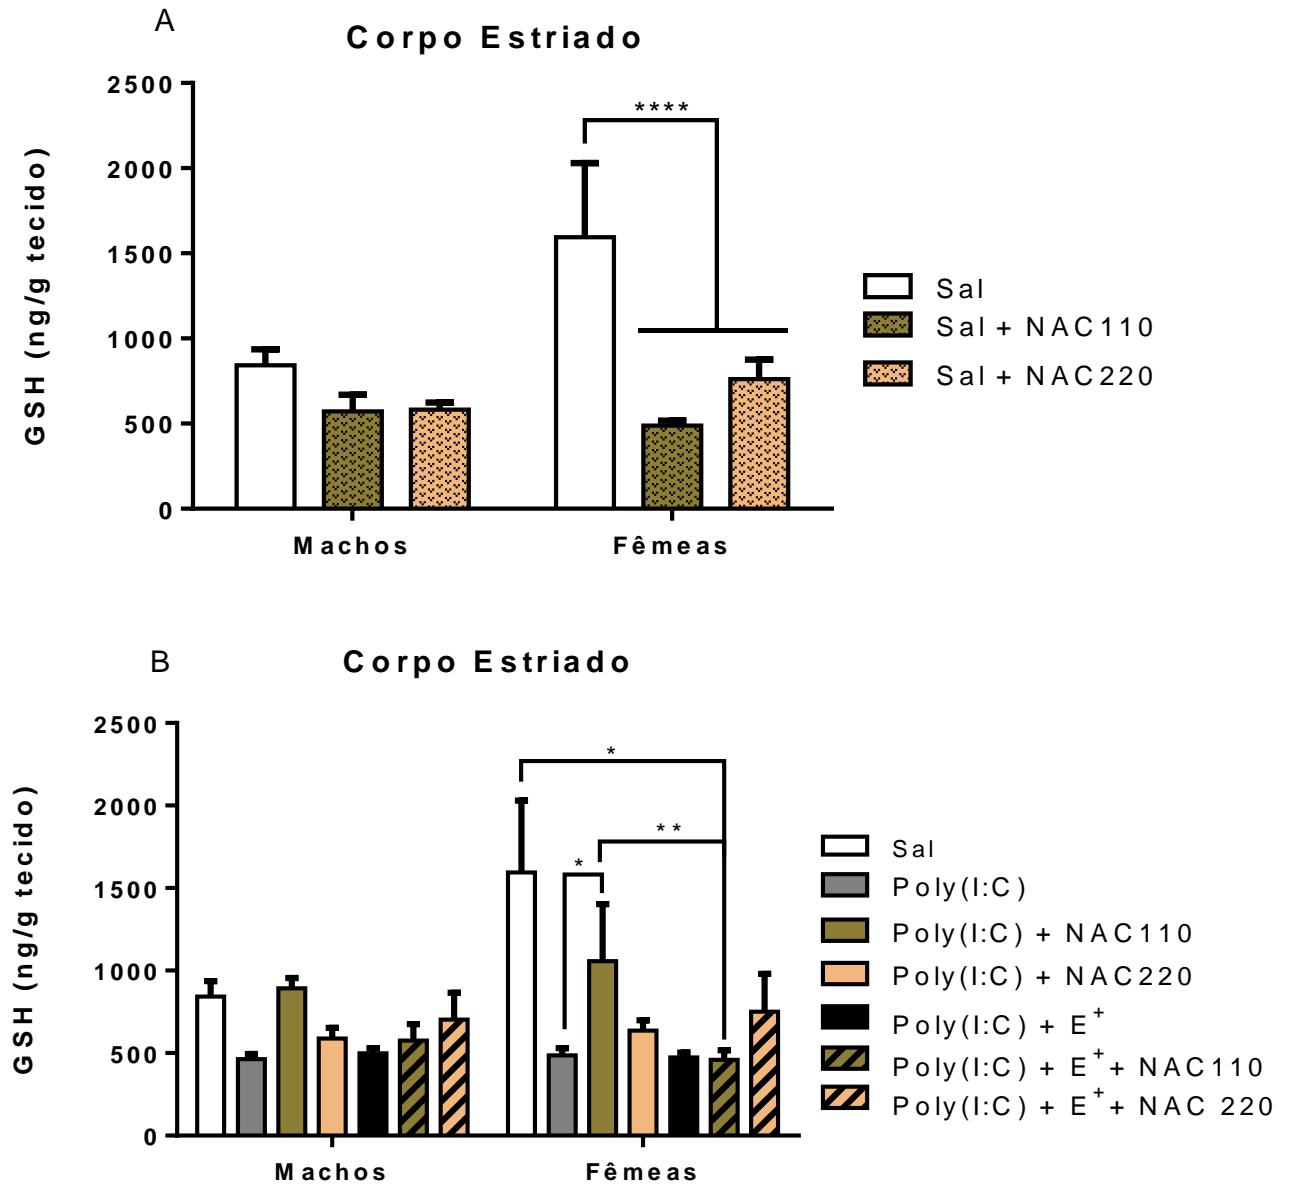 A
Corpo Estriado
2500
2000
1500
1000
500
0
GSH (ng/g tecido)
****
Machos
Fêmeas
Sal
Sal + NAC110
Sal + NAC220
B
Corpo Estriado
2500
2000
1500
1000
500
0
GSH (ng/g tecido)
*
**
*
Machos
Fêmeas
Sal
Poly(I:C)
Poly(I:C) + NAC110
Poly(I:C) + NAC220
Poly(I:C) + E⁺
Poly(I:C) + E⁺+ NAC110
Poly(I:C) + E⁺+ NAC 220